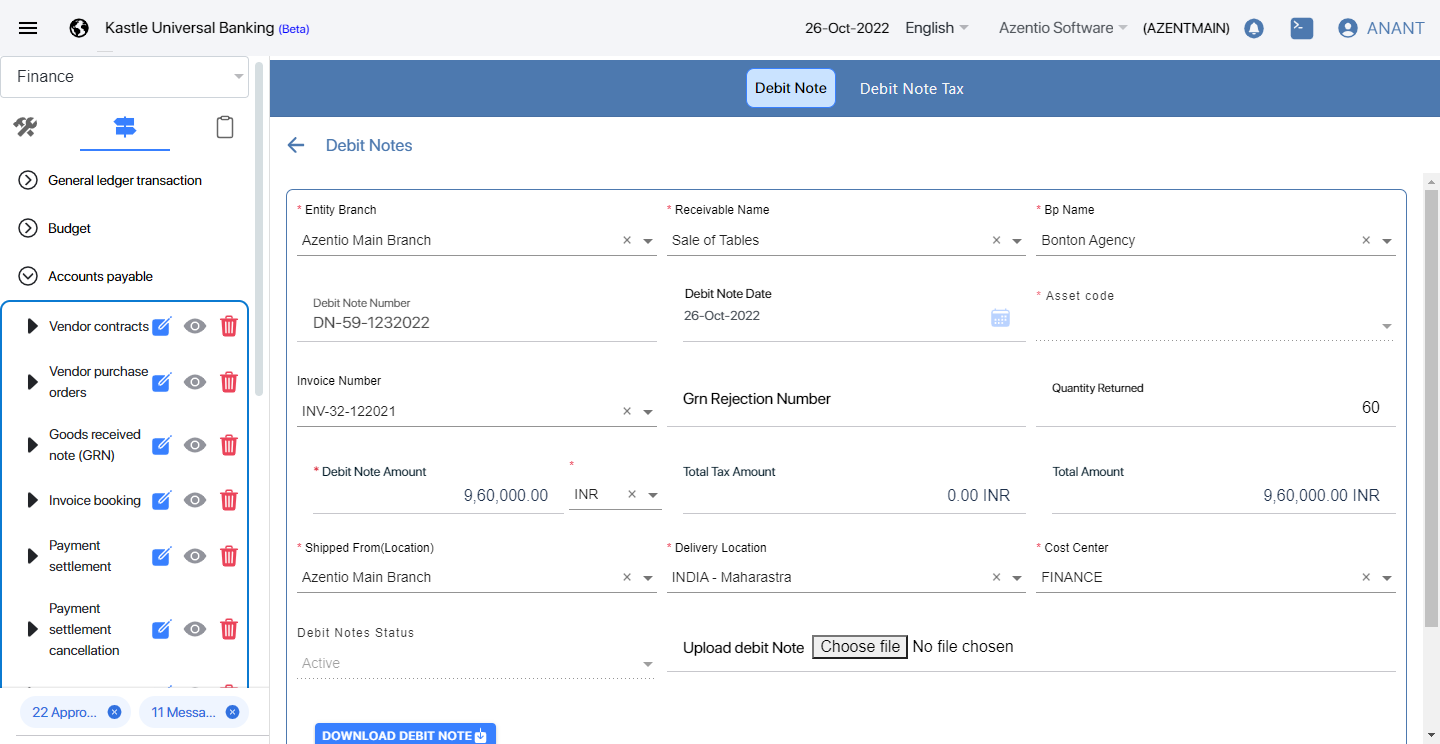 Kastle Universal Banking (Beta)
26-Oct-2022 English Azentio Software (AZENTMAIN) ANANT
Finance
Debit Note Debit Note Tax
Debit Notes
General ledger transaction
Budget
Accounts payable
Vendor contracts
Vendor purchase
orders
Goods received
note (GRN)
Invoice booking
Payment
settlement
Payment
settlement
cancellation
22 Appro... 11 Messa...
* Entity Branch * Receivable Name * Bp Name
Azentio Main Branch × Sale of Tables × Bonton Agency ×
Debit Note Number Debit Note Date * Asset code
DN-59-1232022 26-Oct-2022
Invoice Number Grn Rejection Number Quantity Returned
INV-32-122021 × 60
* Debit Note Amount * Total Tax Amount Total Amount
9,60,000.00 INR × 0.00 INR 9,60,000.00 INR
* Shipped From(Location) * Delivery Location * Cost Center
Azentio Main Branch × INDIA - Maharastra × FINANCE ×
Debit Notes Status Upload debit Note Choose file No file chosen
Active
DOWNLOAD DEBIT NOTE